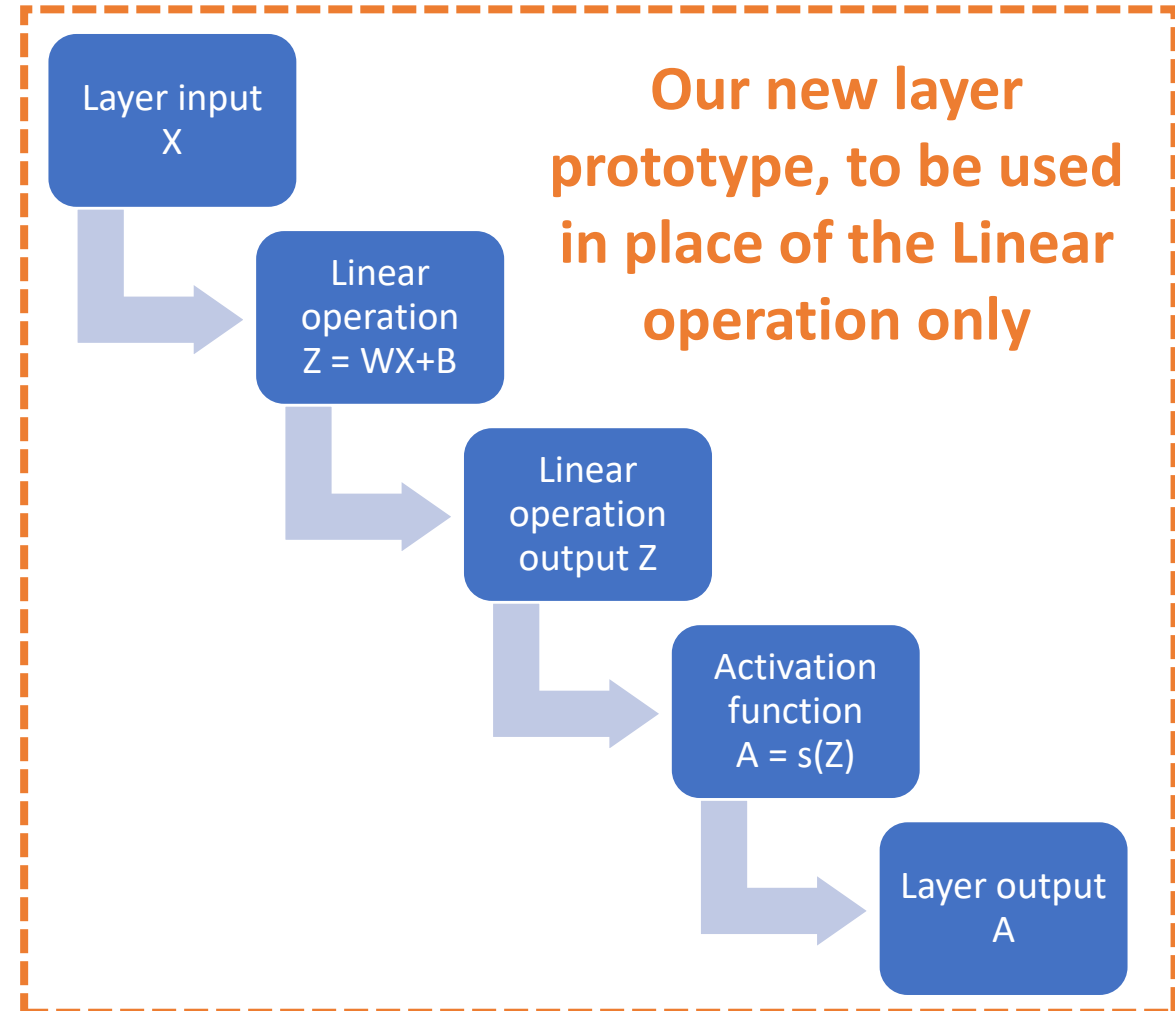 Layer input
X
Our new layer
prototype, to be used
in place of the Linear
operation only
Linear
operation
Z = WX+B
Linear
operation
output Z
Activation
function
A = s(Z)
Layer output
A